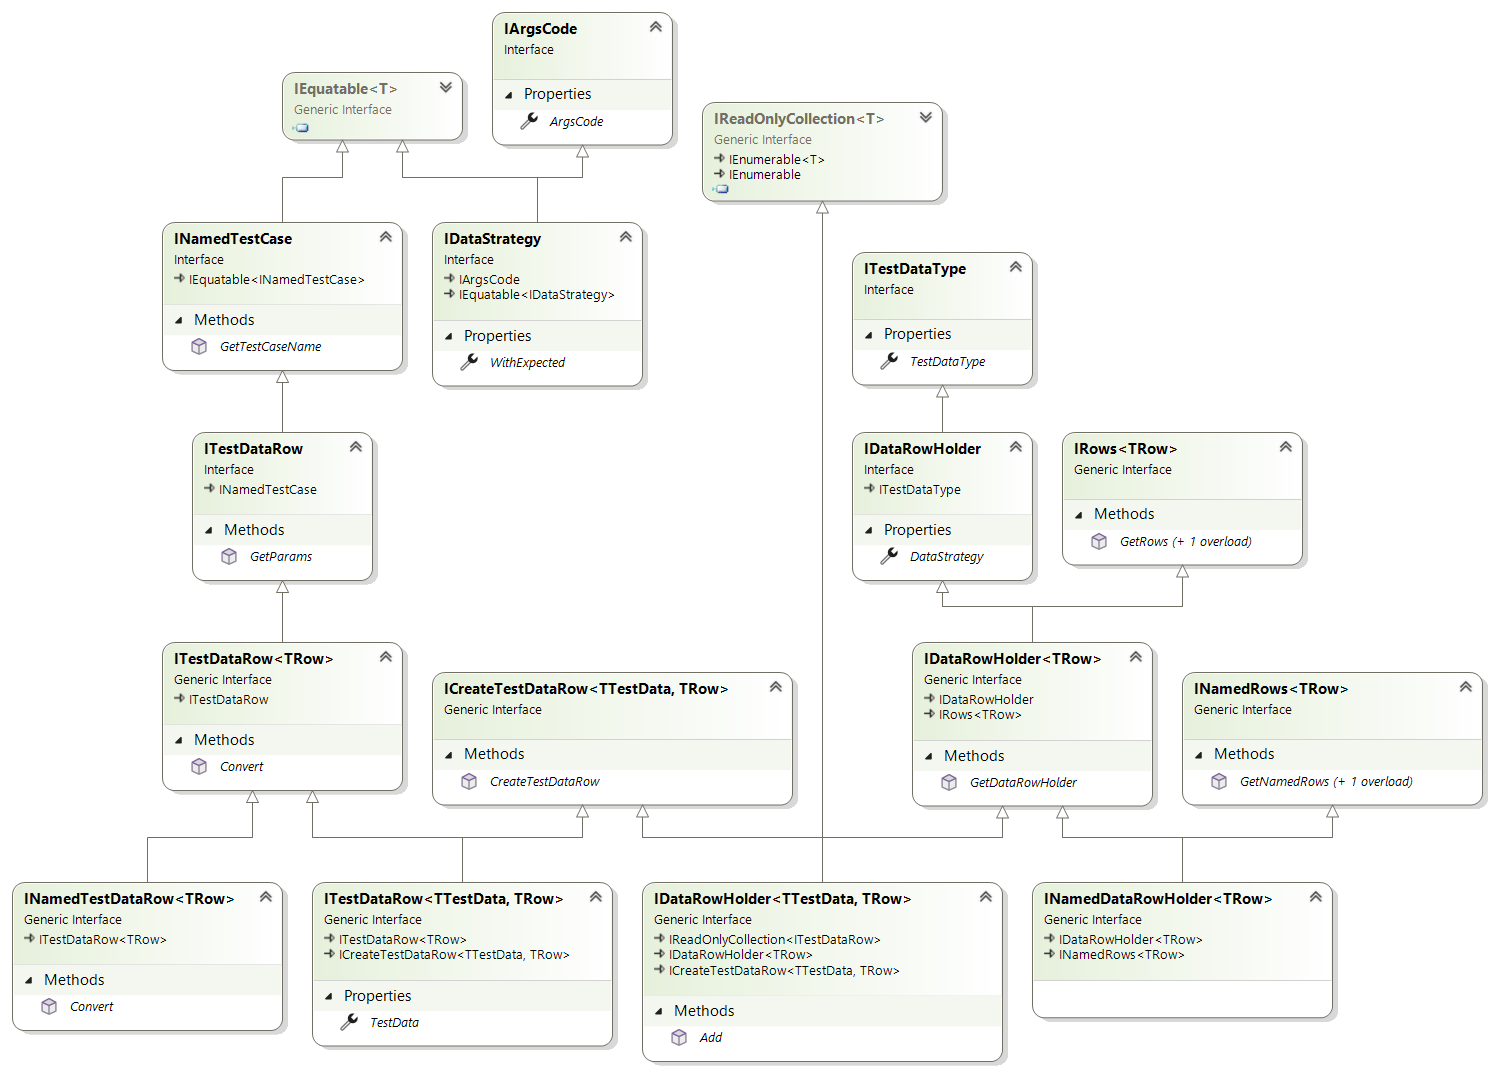 IArgsCode
Interface
Properties
ArgsCode
IEquatable<T>
Generic Interface
IReadOnlyCollection<T>
Generic Interface
IEnumerable<T>
IEnumerable
INamedTestCase
Interface
IEquatable<INamedTestCase>
Methods
GetTestCaseName
IDataStrategy
Interface
IArgsCode
IEquatable<IDataStrategy>
Properties
WithExpected
ITestDataType
Interface
Properties
TestDataType
ITestDataRow
Interface
INamedTestCase
Methods
GetParams
IDataRowHolder
Interface
ITestDataType
Properties
DataStrategy
IRows<TRow>
Generic Interface
Methods
GetRows (+ 1 overload)
ITestDataRow<TRow>
Generic Interface
ITestDataRow
Methods
Convert
ICreateTestDataRow<TTestData, TRow>
Generic Interface
Methods
CreateTestDataRow
IDataRowHolder<TRow>
Generic Interface
IDataRowHolder
IRows<TRow>
Methods
GetDataRowHolder
INamedRows<TRow>
Generic Interface
Methods
GetNamedRows (+ 1 overload)
INamedTestDataRow<TRow>
Generic Interface
ITestDataRow<TRow>
Methods
Convert
ITestDataRow<TTestData, TRow>
Generic Interface
ITestDataRow<TRow>
ICreateTestDataRow<TTestData, TRow>
Properties
TestData
IDataRowHolder<TTestData, TRow>
Generic Interface
IReadOnlyCollection<ITestDataRow>
IDataRowHolder<TRow>
ICreateTestDataRow<TTestData, TRow>
Methods
Add
INamedDataRowHolder<TRow>
Generic Interface
IDataRowHolder<TRow>
INamedRows<TRow>